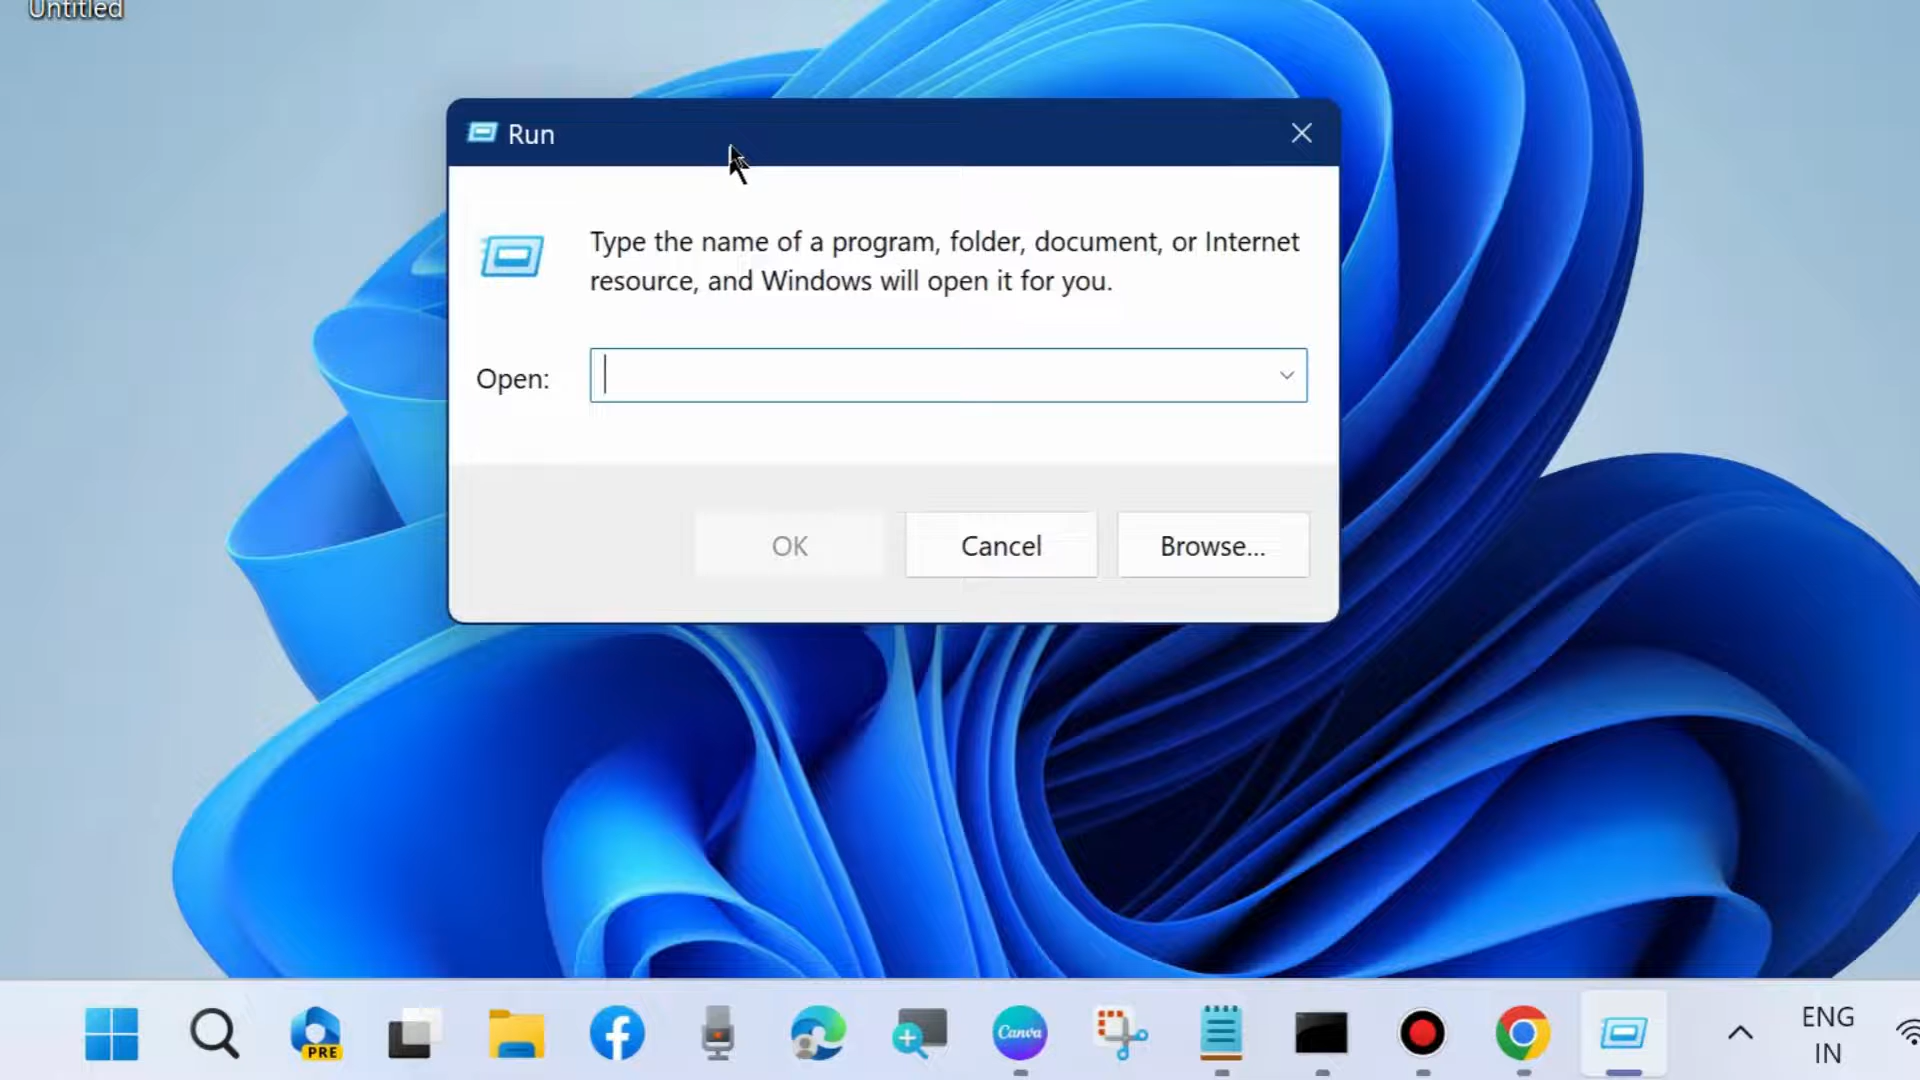 Untitled
Run
Type the name of a program, folder, document, or Internet
resource, and Windows will open it for you.
Open:
OK
Cancel
Browse...
PRE
Canva
ENG
IN